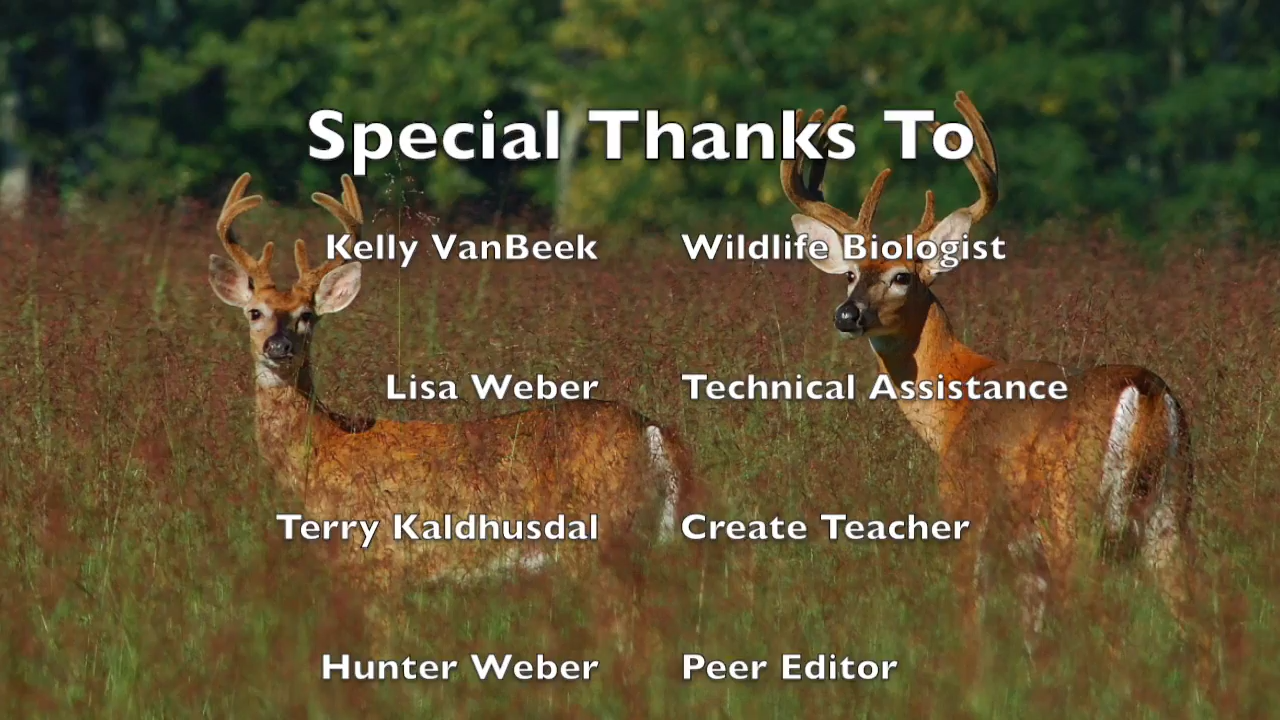 Special Thanks To
Kelly VanBeek Wildlife Biologist
Lisa Weber Technical Assistance
Terry Kaldhusdal Create Teacher
Hunter Weber Peer Editor